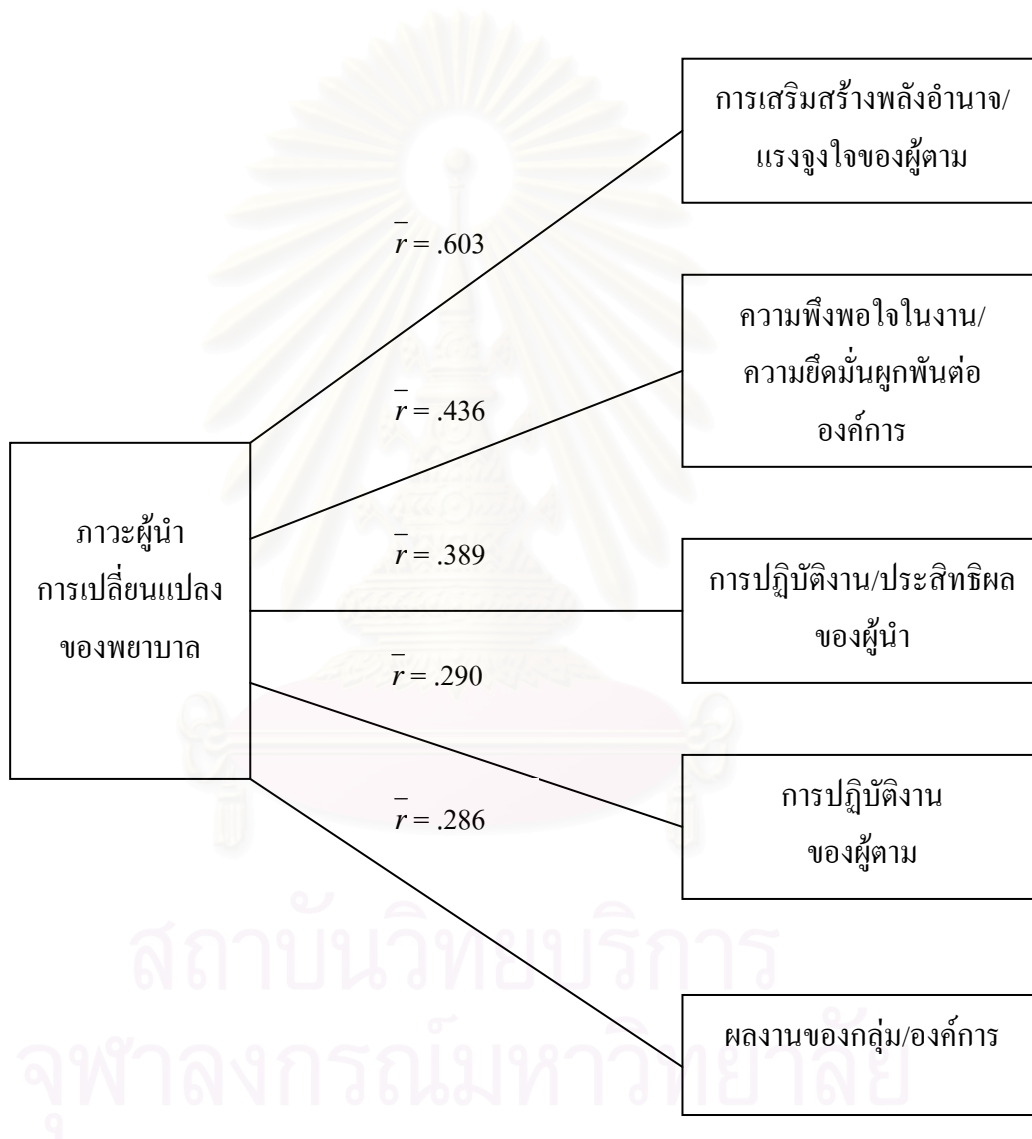 การเสริมสร้างพลังอำนาจ/
แรงจูงใจของผู้ตาม
r̄ = .603
ความพึงพอใจในงาน/
ความยึดมั่นผูกพันต่อ
องค์การ
r̄ = .436
ภาวะผู้นำ
การเปลี่ยนแปลง
ของพยาบาล
r̄ = .389
การปฏิบัติงาน/ประสิทธิผล
ของผู้นำ
r̄ = .290
การปฏิบัติงาน
ของผู้ตาม
r̄ = .286
ผลงานของกลุ่ม/องค์การ
สถาบันวิทยบริการ
จุฬาลงกรณ์มหาวิทยาลัย